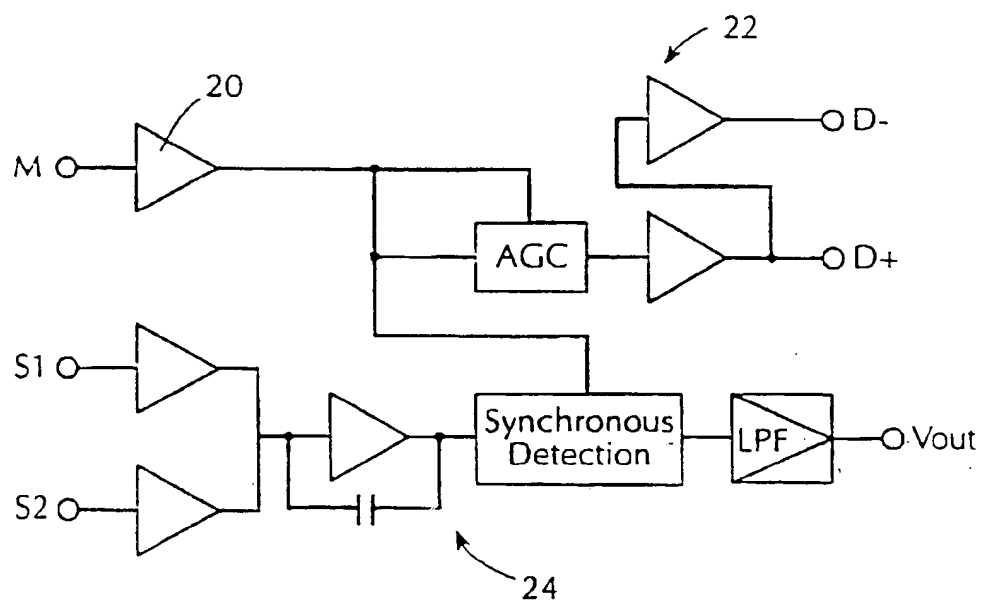 22
20
D-
M
AGC
D+
S1
Synchronous
Detection
LPF
Vout
S2
24